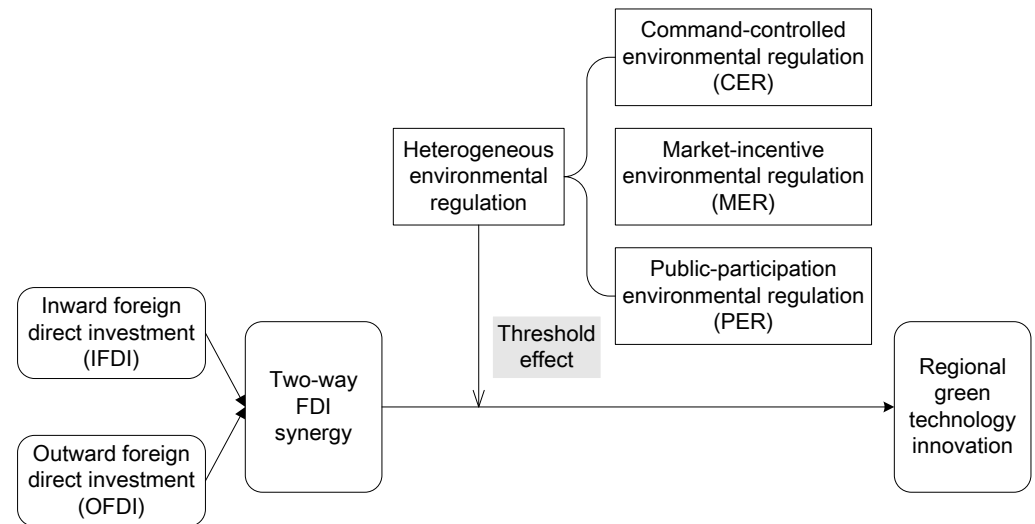 Command-controlled
environmental regulation
(CER)
Heterogeneous
environmental
regulation
Market-incentive
environmental regulation
(MER)
Public-participation
environmental regulation
(PER)
Inward foreign
direct investment
(IFDI)
Threshold
effect
Two-way
FDI
synergy
Regional
green
technology
innovation
Outward foreign
direct investment
(OFDI)